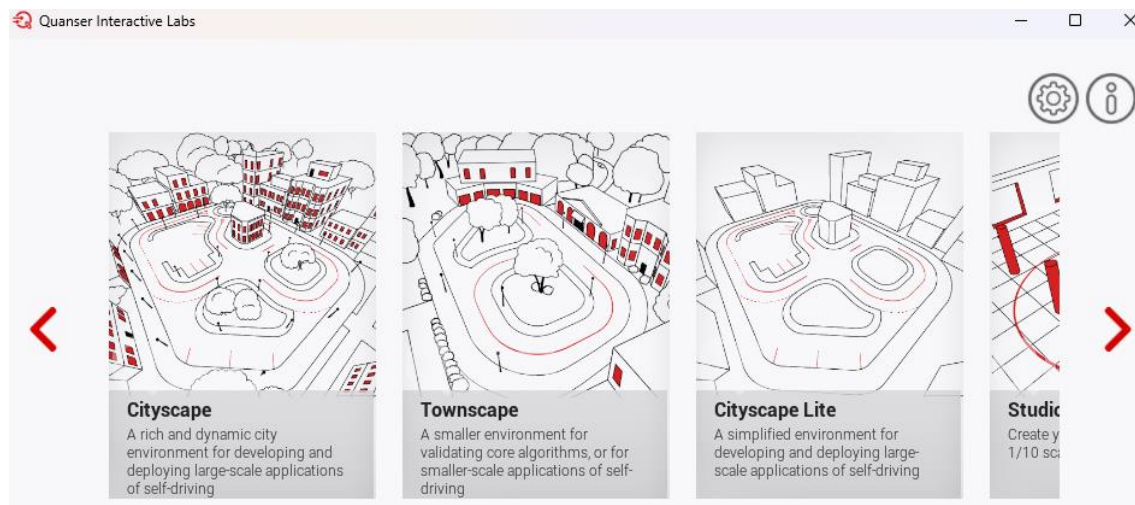 Quanser Interactive Labs
Cityscape
A rich and dynamic city
environment for developing and
deploying large-scale applications
of self-driving
Townscape
A smaller environment for
validating core algorithms, or for
smaller-scale applications of self-
driving
Cityscape Lite
A simplified environment for
developing and deploying large-
scale applications of self-driving
Create y
1/10